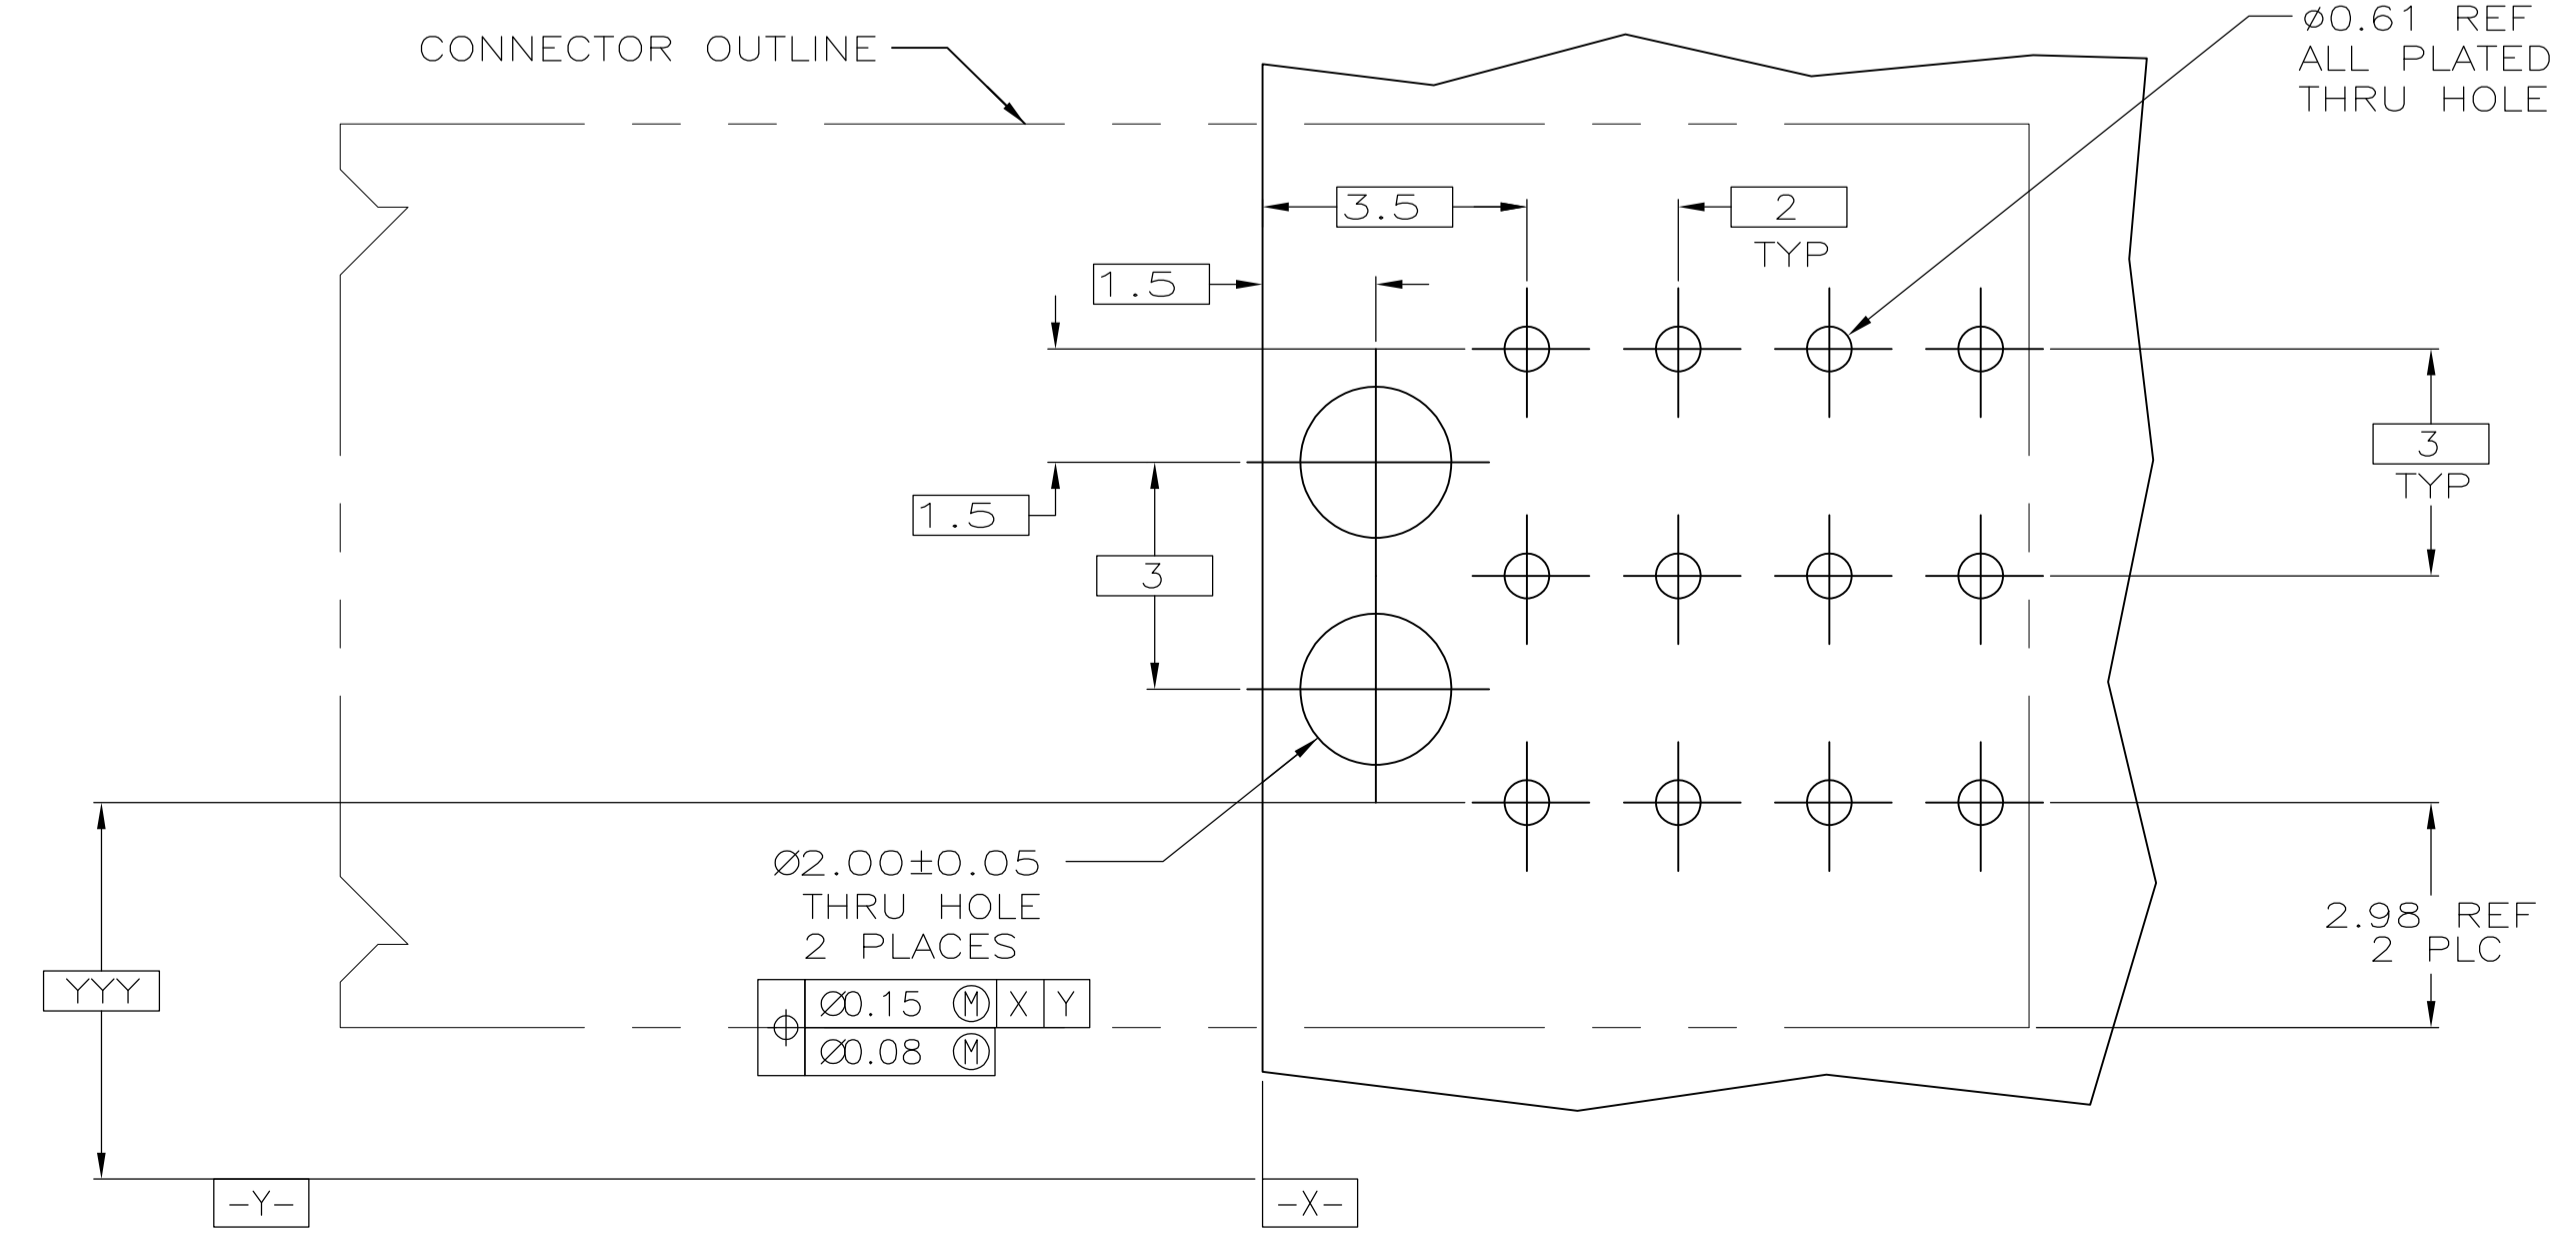 CONNECTOR OUTLINE
ø0.61 REF
ALL PLATED
THRU HOLE
3.5
2
TYP
1.5
3
TYP
1.5
3
Ø2.00±0.05
THRU HOLE
2 PLACES
2.98 REF
2 PLC
YYY
⌖ Ø0.15 Ⓜ X Y
Ø0.08 Ⓜ
-Y-
-X-